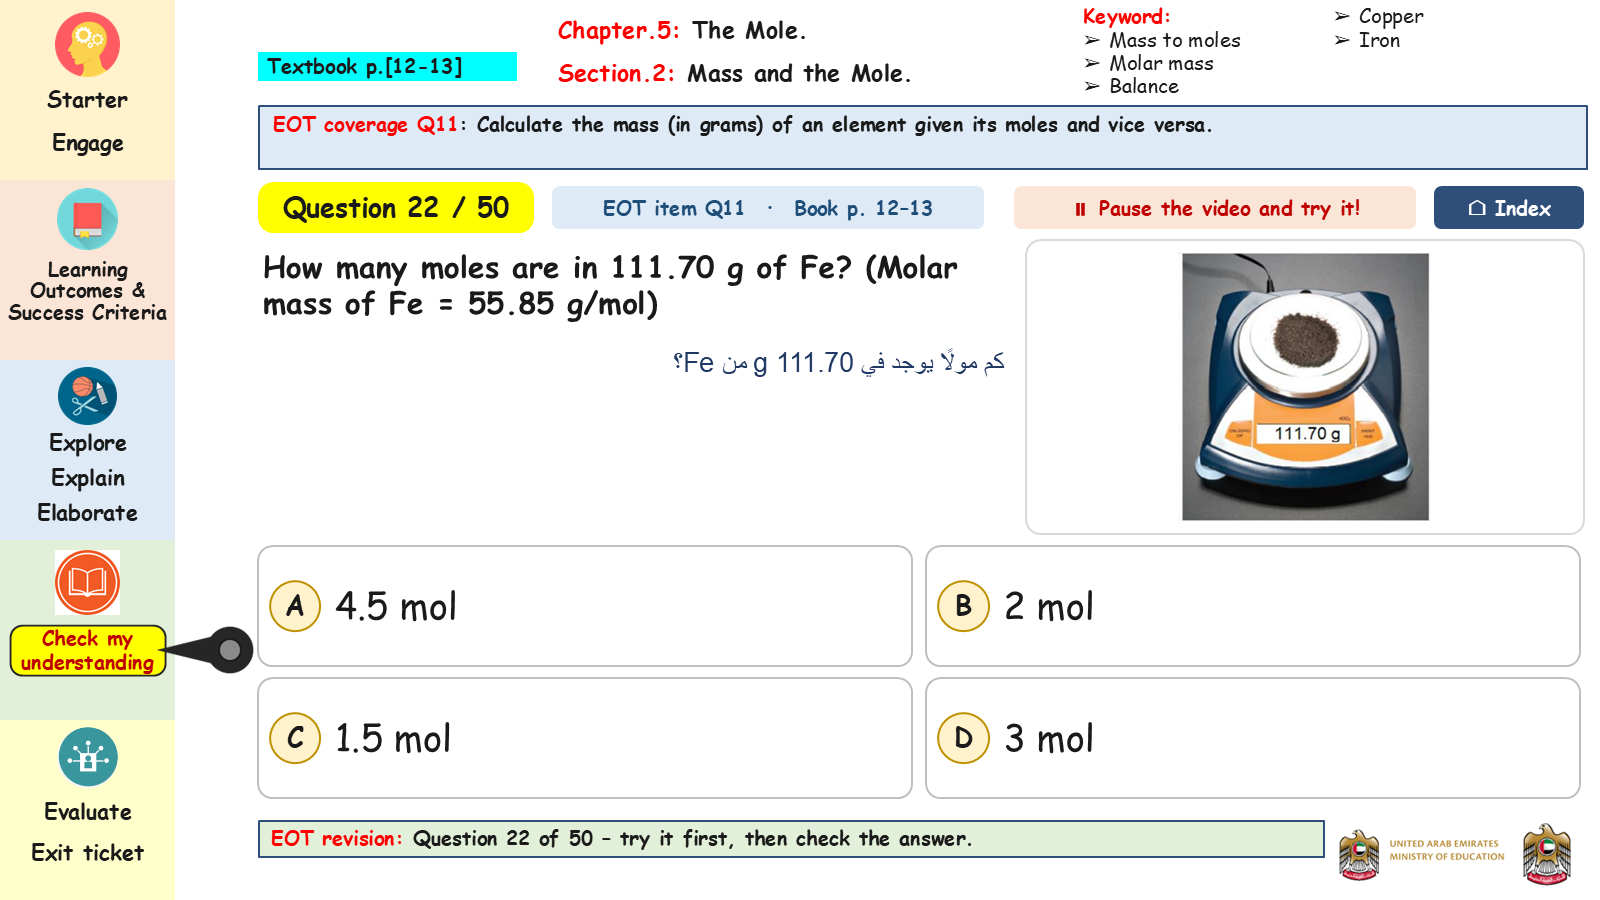 Starter
Engage
Learning
Outcomes &
Success Criteria
Explore
Explain
Elaborate
Check my
understanding
Evaluate
Exit ticket
Textbook p.[12-13]
Chapter.5: The Mole.
Section.2: Mass and the Mole.
Keyword:
➢ Mass to moles
➢ Molar mass
➢ Balance
➢ Copper
➢ Iron
EOT coverage Q11: Calculate the mass (in grams) of an element given its moles and vice versa.
Question 22 / 50
EOT item Q11 · Book p. 12–13
⏸ Pause the video and try it!
Index
How many moles are in 111.70 g of Fe? (Molar
mass of Fe = 55.85 g/mol)
كم مولًا يوجد في 111.70 g من Fe؟
111.70 g
A 4.5 mol
B 2 mol
C 1.5 mol
D 3 mol
EOT revision: Question 22 of 50 – try it first, then check the answer.
UNITED ARAB EMIRATES
MINISTRY OF EDUCATION